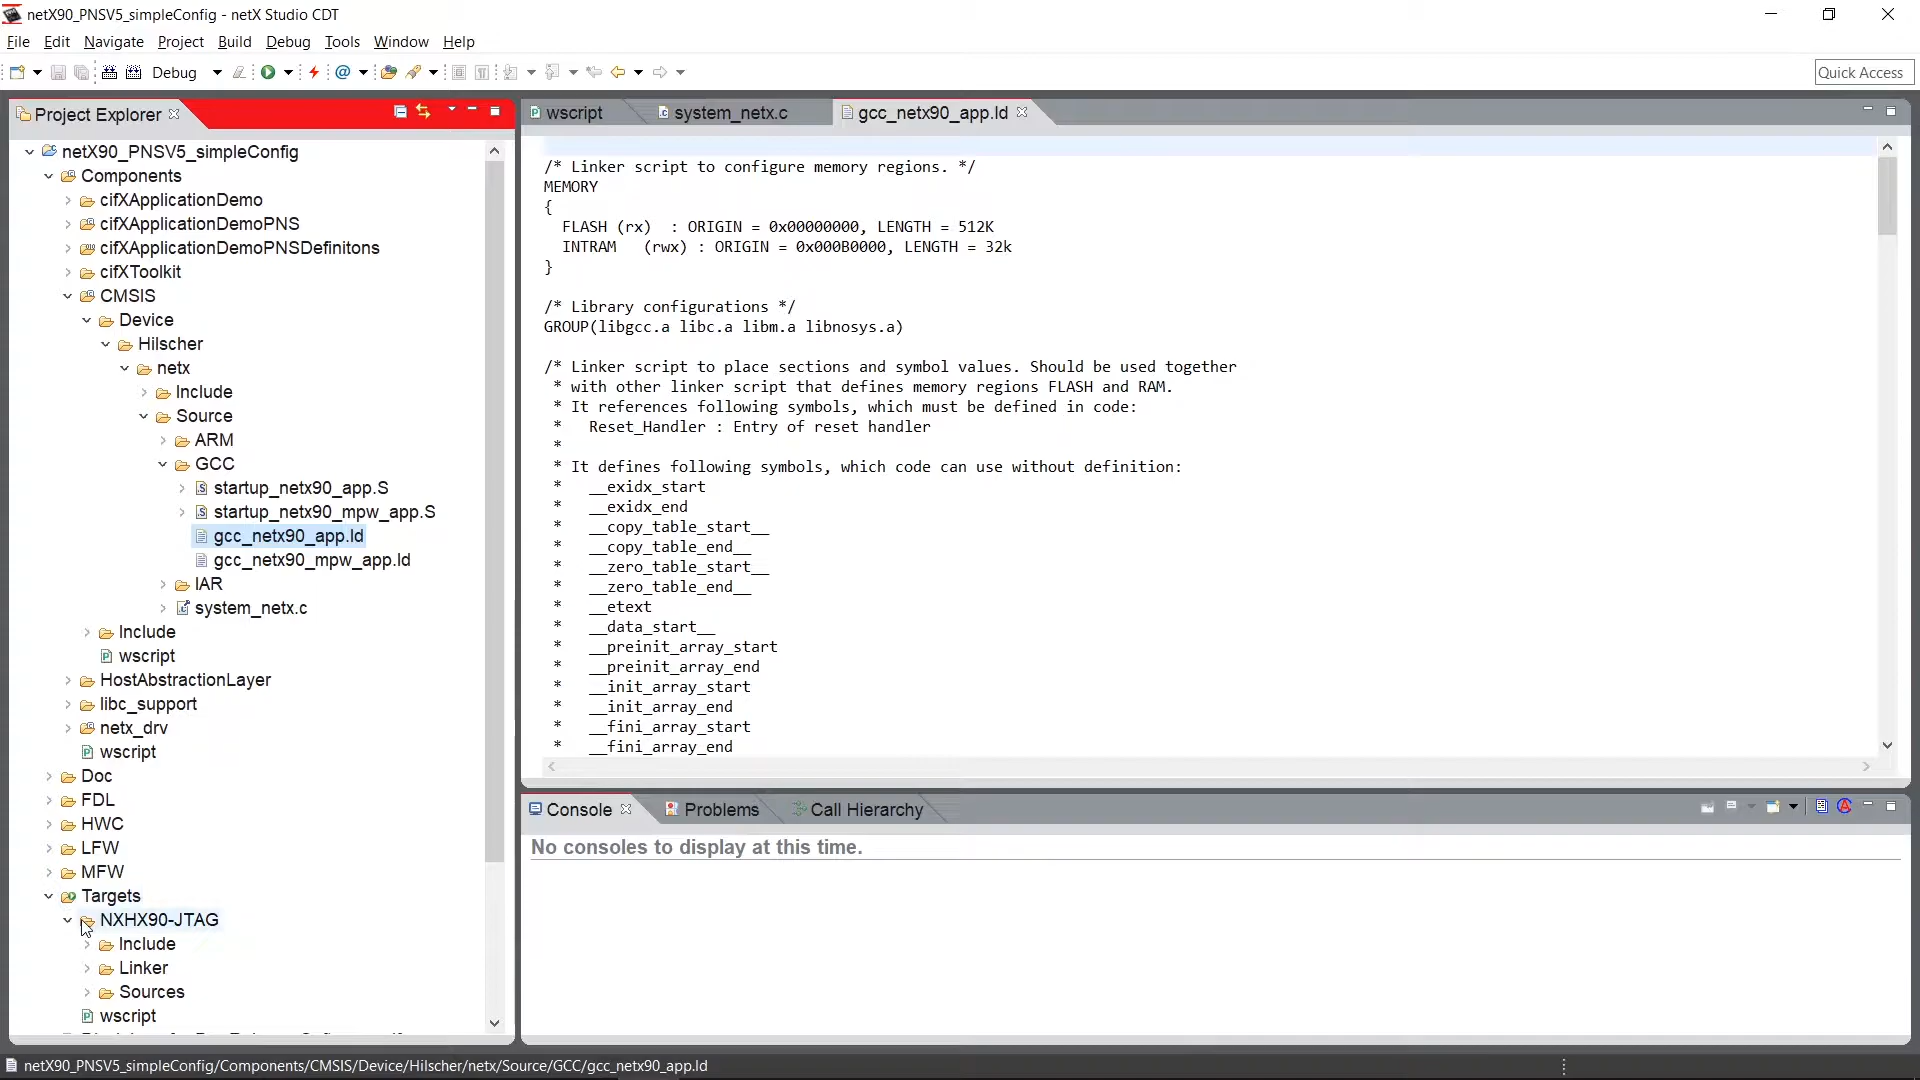 netX90_PNSV5_simpleConfig - netX Studio CDT
File Edit Navigate Project Build Debug Tools Window Help
Debug
Quick Access
Project Explorer
netX90_PNSV5_simpleConfig
Components
cifXApplicationDemo
cifXApplicationDemoPNS
cifXApplicationDemoPNSDefinitons
cifXToolkit
CMSIS
Device
Hilscher
netx
Include
Source
ARM
GCC
startup_netx90_app.S
startup_netx90_mpw_app.S
gcc_netx90_app.ld
gcc_netx90_mpw_app.ld
IAR
system_netx.c
Include
wscript
HostAbstractionLayer
libc_support
netx_drv
wscript
Doc
FDL
HWC
LFW
MFW
Targets
NXHX90-JTAG
Include
Linker
Sources
wscript
wscript system_netx.c gcc_netx90_app.ld
/* Linker script to configure memory regions. */
MEMORY
{
FLASH (rx) : ORIGIN = 0x00000000, LENGTH = 512K
INTRAM (rwx) : ORIGIN = 0x000B0000, LENGTH = 32k
}
/* Library configurations */
GROUP(libgcc.a libc.a libm.a libnosys.a)
/* Linker script to place sections and symbol values. Should be used together
* with other linker script that defines memory regions FLASH and RAM.
* It references following symbols, which must be defined in code:
* Reset_Handler : Entry of reset handler
*
* It defines following symbols, which code can use without definition:
* __exidx_start
* __exidx_end
* __copy_table_start__
* __copy_table_end__
* __zero_table_start__
* __zero_table_end__
* __etext
* __data_start__
* __preinit_array_start
* __preinit_array_end
* __init_array_start
* __init_array_end
* __fini_array_start
* __fini_array_end
Console Problems Call Hierarchy
No consoles to display at this time.
netX90_PNSV5_simpleConfig/Components/CMSIS/Device/Hilscher/netx/Source/GCC/gcc_netx90_app.ld